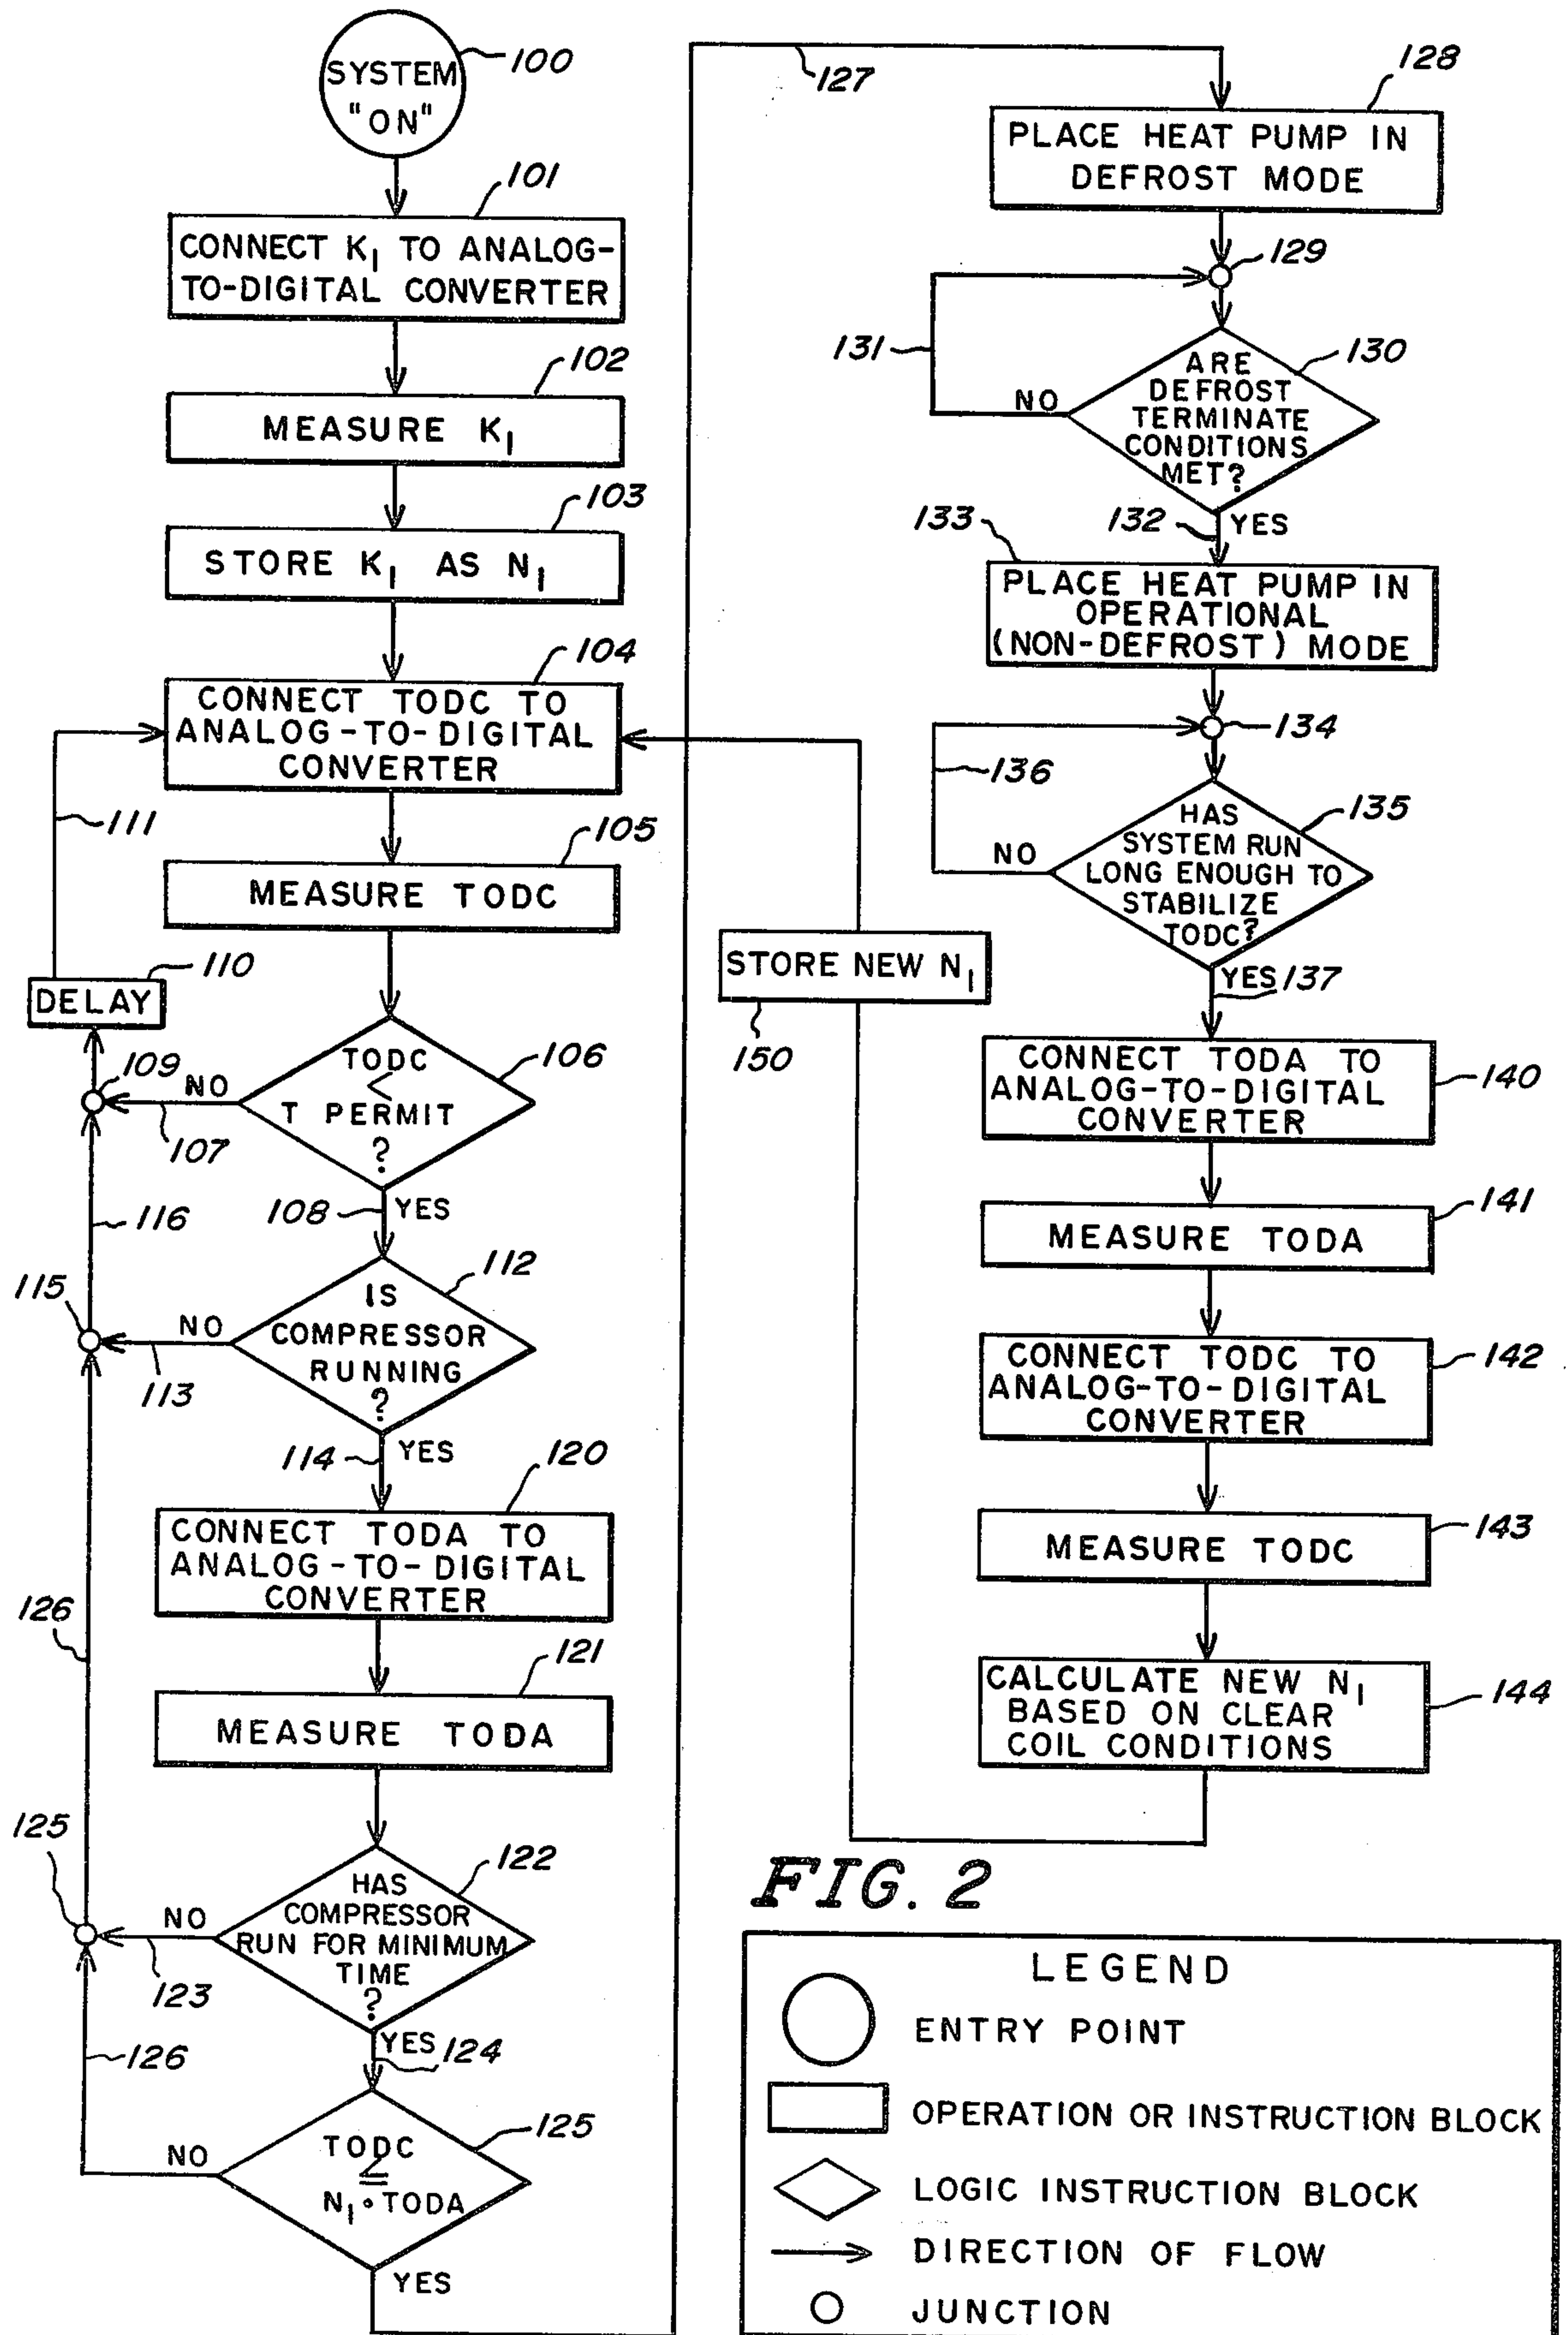 SYSTEM
"ON"
100
101
CONNECT K₁ TO ANALOG-
TO-DIGITAL CONVERTER
102
MEASURE K₁
103
STORE K₁ AS N₁
104
CONNECT TODC TO
ANALOG-TO-DIGITAL
CONVERTER
111
105
MEASURE TODC
110
DELAY
109
NO
107
TODC
<
T PERMIT
?
106
108
YES
116
112
IS
COMPRESSOR
RUNNING
?
115
NO
113
114
YES
120
CONNECT TODA TO
ANALOG-TO-DIGITAL
CONVERTER
126
121
MEASURE TODA
125
122
HAS
COMPRESSOR
RUN FOR MINIMUM
TIME
?
NO
123
YES
124
126
125
TODC
≦
N₁•TODA
NO
YES
127
128
PLACE HEAT PUMP IN
DEFROST MODE
129
131
130
ARE
DEFROST
TERMINATE
CONDITIONS
MET?
NO
132
YES
133
PLACE HEAT PUMP IN
OPERATIONAL
(NON-DEFROST) MODE
134
136
135
HAS
SYSTEM RUN
LONG ENOUGH TO
STABILIZE
TODC?
NO
YES
137
STORE NEW N₁
150
CONNECT TODA TO
ANALOG-TO-DIGITAL
CONVERTER
140
141
MEASURE TODA
CONNECT TODC TO
ANALOG-TO-DIGITAL
CONVERTER
142
MEASURE TODC
143
CALCULATE NEW N₁
BASED ON CLEAR
COIL CONDITIONS
144
FIG. 2
LEGEND
ENTRY POINT
OPERATION OR INSTRUCTION BLOCK
LOGIC INSTRUCTION BLOCK
DIRECTION OF FLOW
JUNCTION